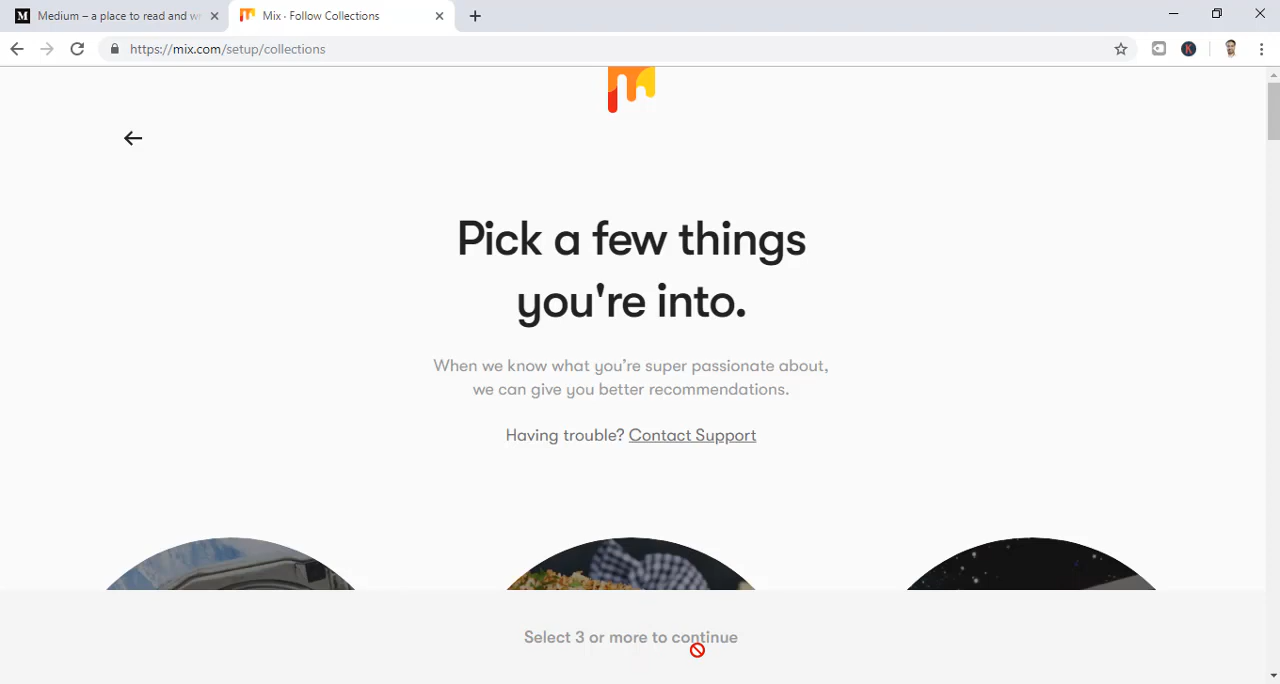 Medium – a place to read and wr
Mix · Follow Collections
https://mix.com/setup/collections
Pick a few things
you're into.
When we know what you’re super passionate about,
we can give you better recommendations.
Having trouble? Contact Support
Select 3 or more to continue